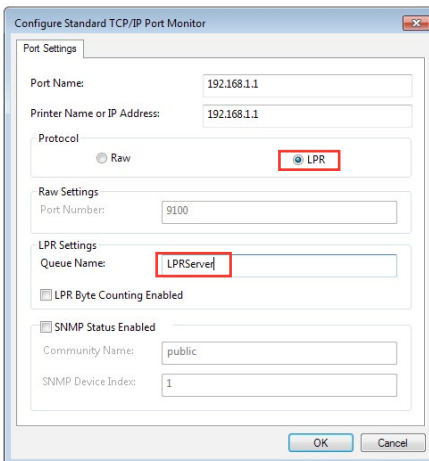 Configure Standard TCP/IP Port Monitor
Port Settings
Port Name: 192.168.1.1
Printer Name or IP Address: 192.168.1.1
Protocol
Raw LPR
Raw Settings
Port Number: 9100
LPR Settings
Queue Name: LPRServer
LPR Byte Counting Enabled
SNMP Status Enabled
Community Name: public
SNMP Device Index: 1
OK Cancel